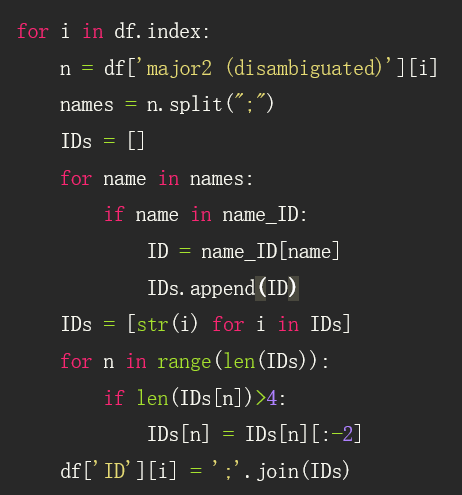 for i in df.index:
    n = df['major2 (disambiguated)'][i]
    names = n.split(";")
    IDs = []
    for name in names:
        if name in name_ID:
            ID = name_ID[name]
            IDs.append(ID)
    IDs = [str(i) for i in IDs]
    for n in range(len(IDs)):
        if len(IDs[n])>4:
            IDs[n] = IDs[n][:-2]
    df['ID'][i] = ';'.join(IDs)